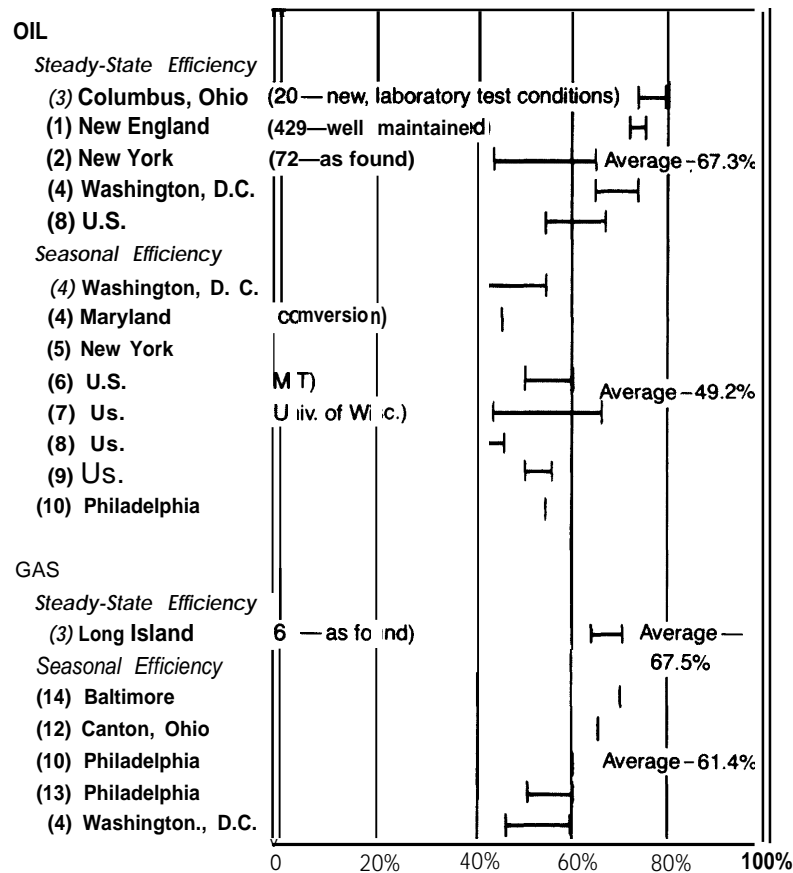 OIL
Steady-State Efficiency
(3) Columbus, Ohio (20—new, laboratory test conditions)
(1) New England (429—well maintained)
(2) New York (72—as found) Average–67.3%
(4) Washington, D.C.
(8) U.S.
Seasonal Efficiency
(4) Washington, D. C.
(4) Maryland
(5) New York
(6) U.S. Average–49.2%
(7) Us. Univ. of Wisc.)
(8) Us.
(9) Us.
(10) Philadelphia
GAS
Steady-State Efficiency
(3) Long Island 6 —as found) Average—
67.5%
Seasonal Efficiency
(14) Baltimore
(12) Canton, Ohio
(10) Philadelphia Average–61.4%
(13) Philadelphia
(4) Washington., D.C.
0 20% 40% 60% 80% 100%